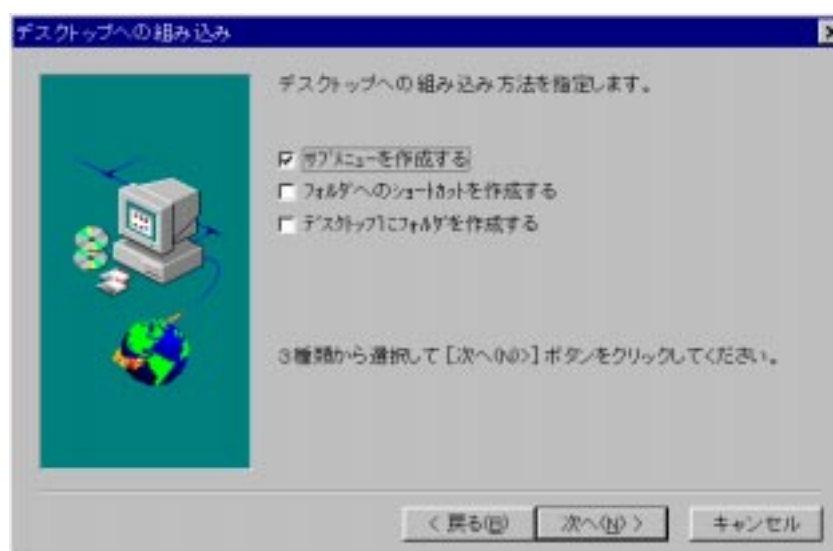 デスクトップへの組み込み
デスクトップへの組み込み方法を指定します。
ｻﾌﾞﾒﾆｭｰを作成する
ﾌｫﾙﾀﾞへのｼｮｰﾄｶｯﾄを作成する
ﾃﾞｽｸﾄｯﾌﾟにﾌｫﾙﾀﾞを作成する
3種類から選択して [次へ(N)>] ボタンをクリックしてください。
< 戻る(B)
次へ(N) >
キャンセル